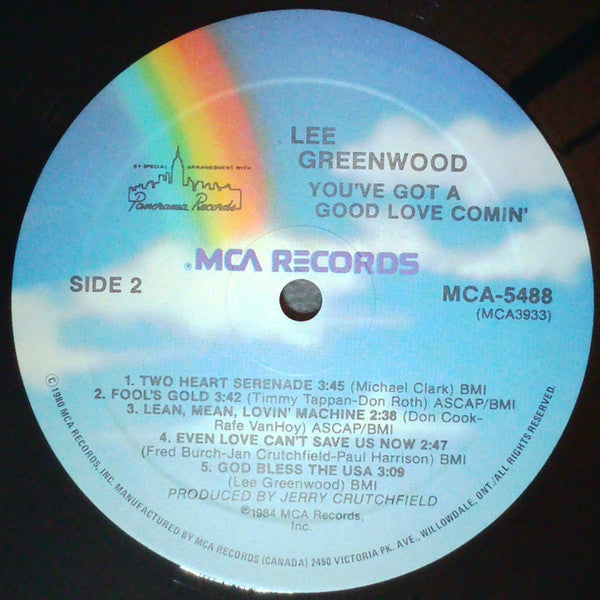 LEE
GREENWOOD
BY SPECIAL ARRANGEMENT WITH
Panorama Records
YOU'VE GOT A
GOOD LOVE COMIN'
MCA RECORDS
SIDE 2
MCA-5488
(MCA3933)
1. TWO HEART SERENADE 3:45 (Michael Clark) BMI
2. FOOL'S GOLD 3:42 (Timmy Tappan-Don Roth) ASCAP/BMI
3. LEAN, MEAN, LOVIN' MACHINE 2:38 (Don Cook-
Rafe VanHoy) ASCAP/BMI
4. EVEN LOVE CAN'T SAVE US NOW 2:47
(Fred Burch-Jan Crutchfield-Paul Harrison) BMI
5. GOD BLESS THE USA 3:09
(Lee Greenwood) BMI
PRODUCED BY JERRY CRUTCHFIELD
℗1984 MCA Records,
Inc.
©1980 MCA RECORDS, INC. MANUFACTURED BY MCA RECORDS (CANADA) 2450 VICTORIA PK. AVE., WILLOWDALE, ONT./ALL RIGHTS RESERVED.